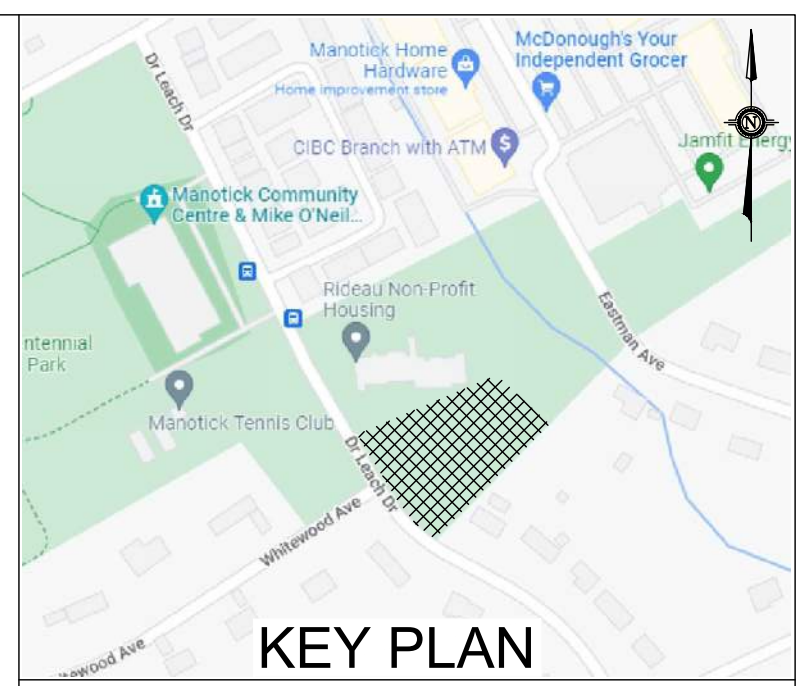 Dr Leach Dr
Manotick Home
Hardware
Home improvement store
McDonough's Your
Independent Grocer
N
CIBC Branch with ATM
$
Jamfit Energy
Manotick Community
Centre & Mike O'Neil...
Rideau Non-Profit
Housing
Eastman Ave
ntennial
Park
Manotick Tennis Club
Dr Leach Dr
Whitewood Ave
itewood Ave
KEY PLAN